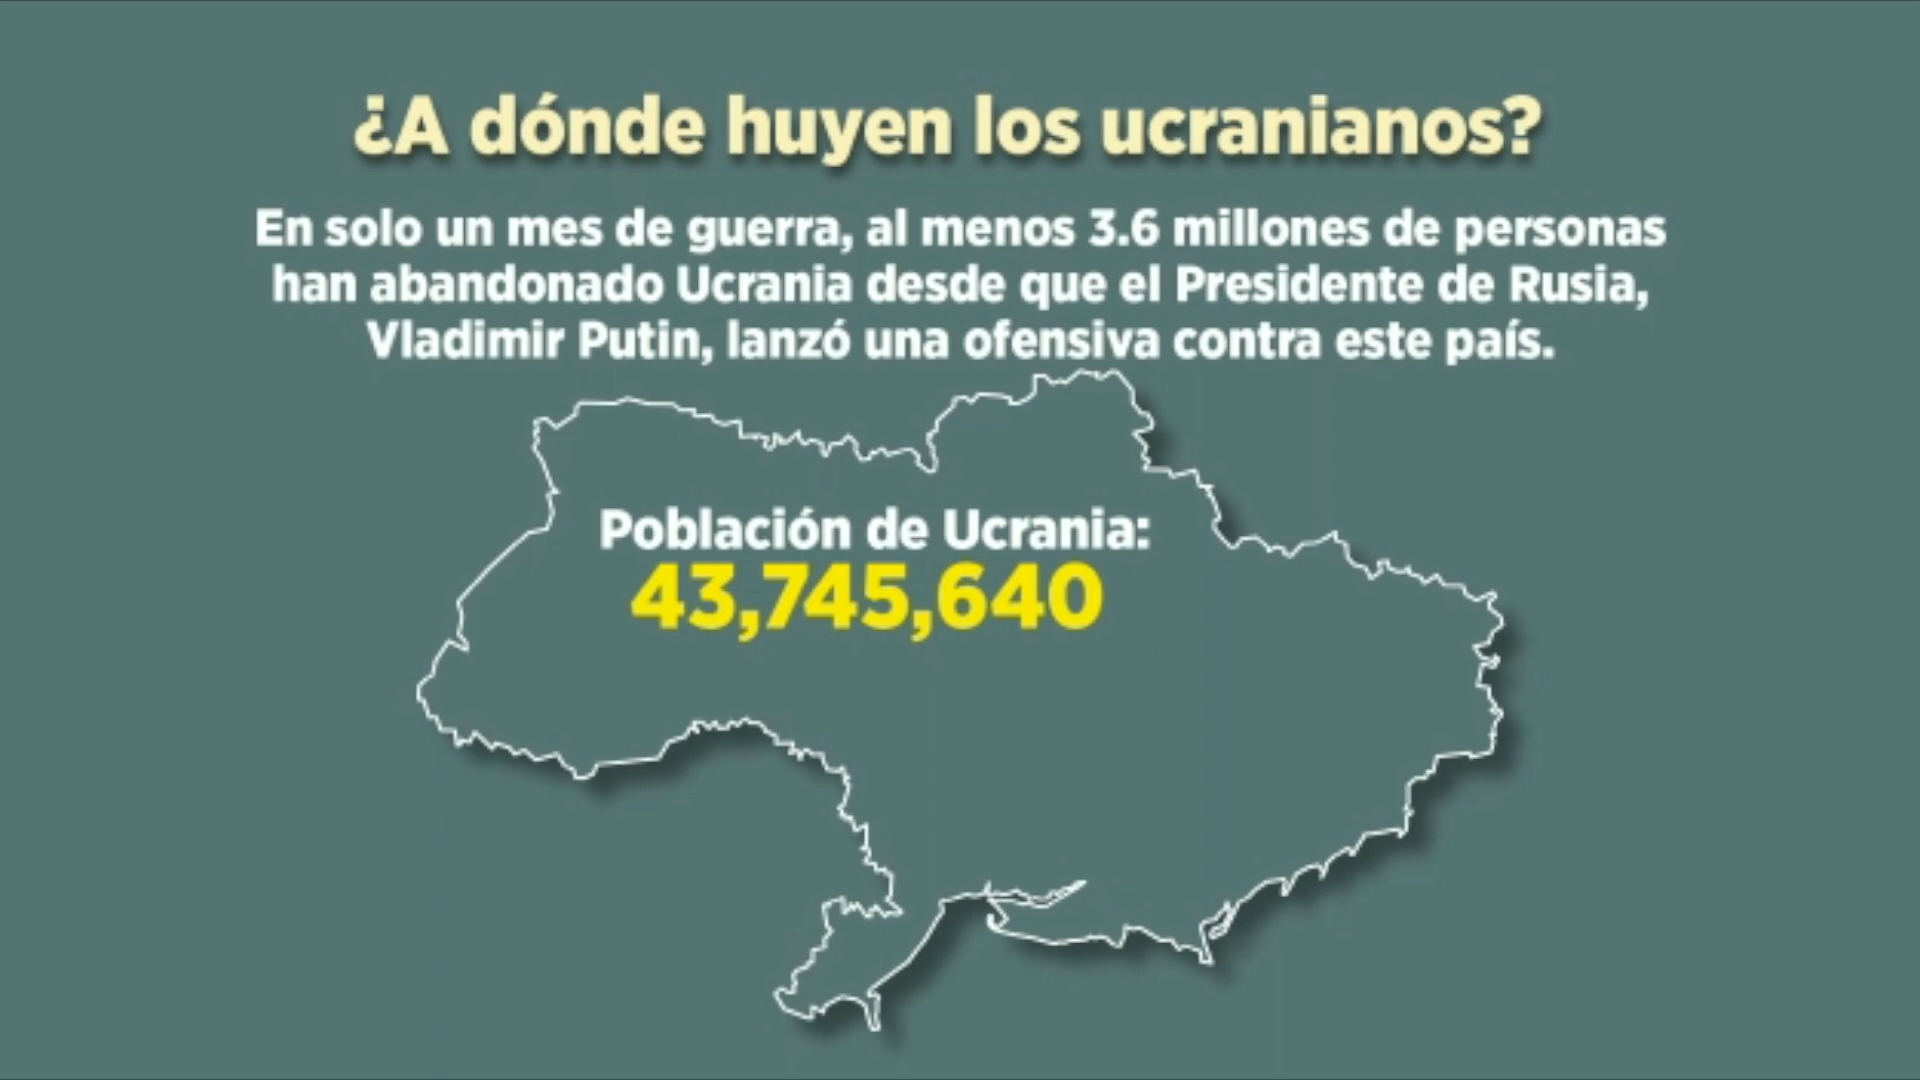 ¿A dónde huyen los ucranianos?
En solo un mes de guerra, al menos 3.6 millones de personas
han abandonado Ucrania desde que el Presidente de Rusia,
Vladimir Putin, lanzó una ofensiva contra este país.
Población de Ucrania:
43,745,640